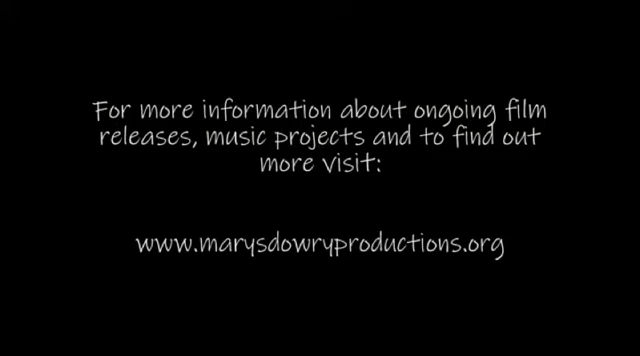 For more information about ongoing film
releases, music projects and to find out
more visit:
www.marysdowryproductions.org